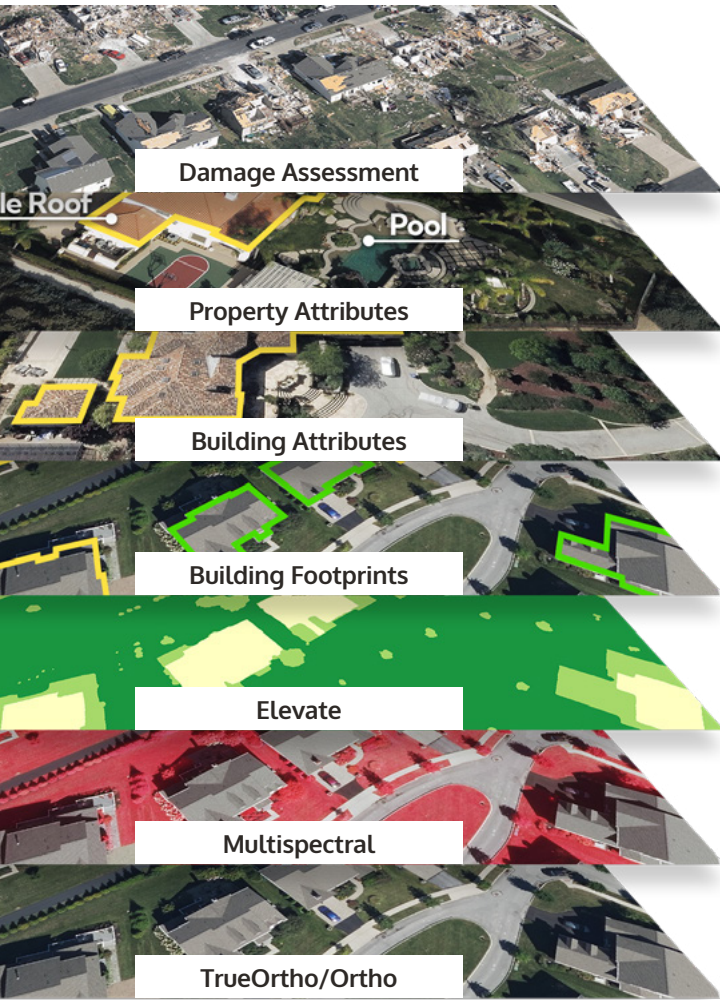 Damage Assessment
le Roof
Pool
Property Attributes
Building Attributes
Building Footprints
Elevate
Multispectral
TrueOrtho/Ortho